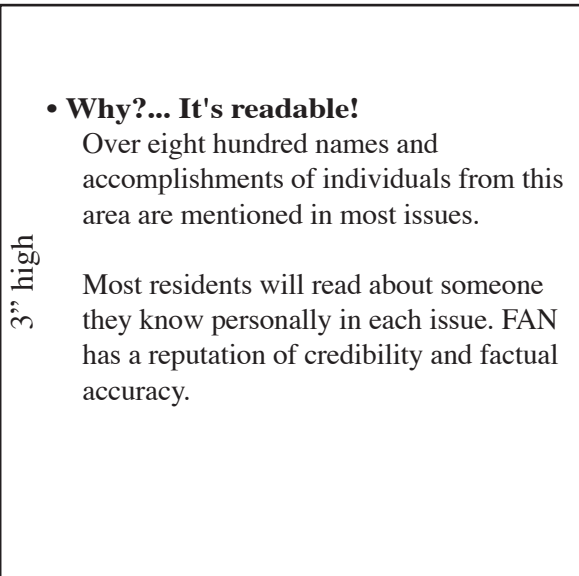 • Why?... It's readable!
Over eight hundred names and
accomplishments of individuals from this
area are mentioned in most issues.
3” high
Most residents will read about someone
they know personally in each issue. FAN
has a reputation of credibility and factual
accuracy.